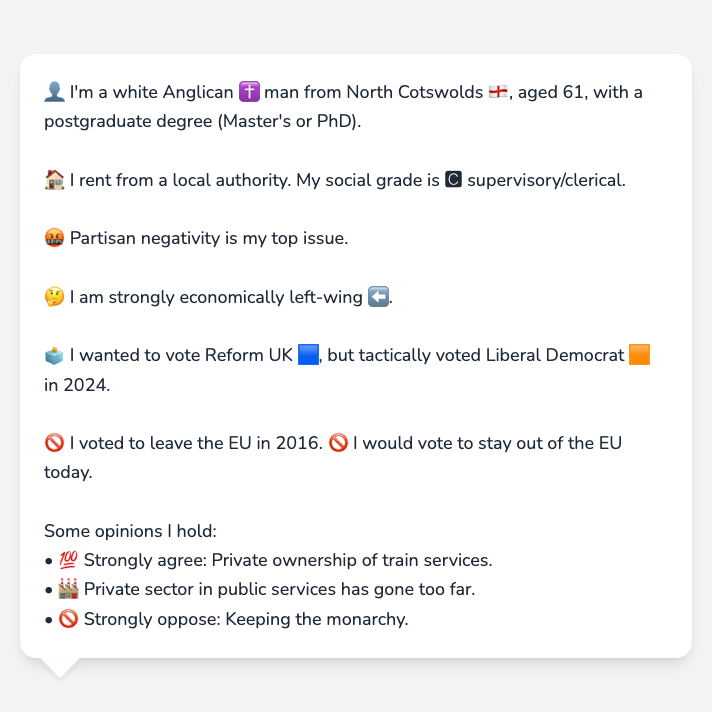 👤 I'm a white Anglican ✝️ man from North Cotswolds 🏴󠁧󠁢󠁥󠁮󠁧󠁿, aged 61, with a
postgraduate degree (Master's or PhD).
🏠 I rent from a local authority. My social grade is 🅲 supervisory/clerical.
🤬 Partisan negativity is my top issue.
🤔 I am strongly economically left-wing ⬅️.
🗳️ I wanted to vote Reform UK 🟦, but tactically voted Liberal Democrat 🟧
in 2024.
🚫 I voted to leave the EU in 2016. 🚫 I would vote to stay out of the EU
today.
Some opinions I hold:
• 💯 Strongly agree: Private ownership of train services.
• 🏭 Private sector in public services has gone too far.
• 🚫 Strongly oppose: Keeping the monarchy.